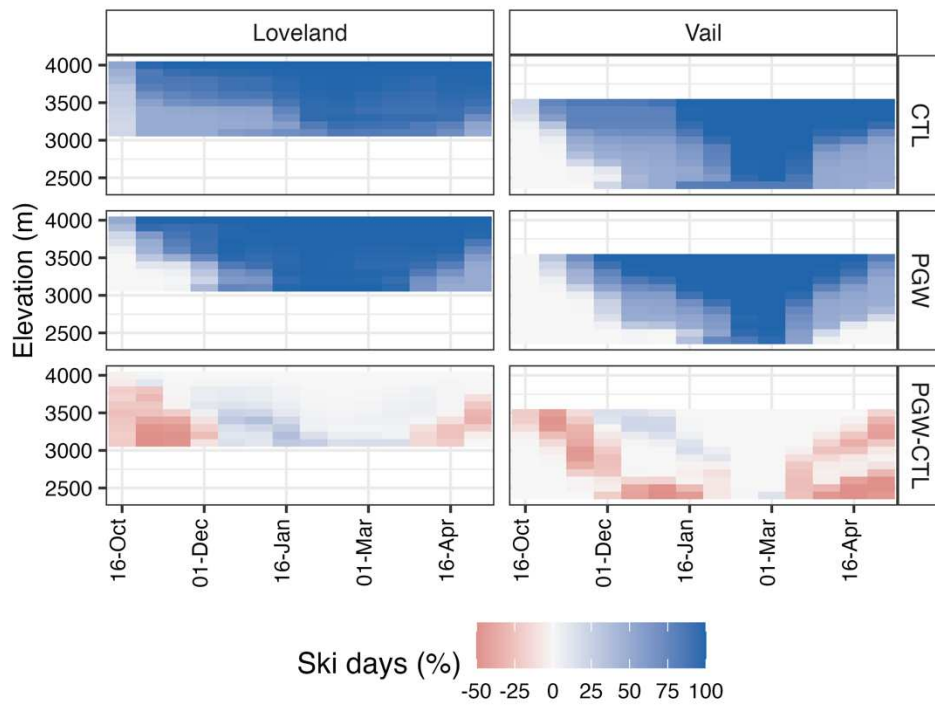 Loveland
Vail
Elevation (m)
4000
3500
3000
2500
CTL
4000
3500
3000
2500
PGW
4000
3500
3000
2500
PGW-CTL
16-Oct
01-Dec
16-Jan
01-Mar
16-Apr
16-Oct
01-Dec
16-Jan
01-Mar
16-Apr
Ski days (%)
-50 -25 0 25 50 75 100